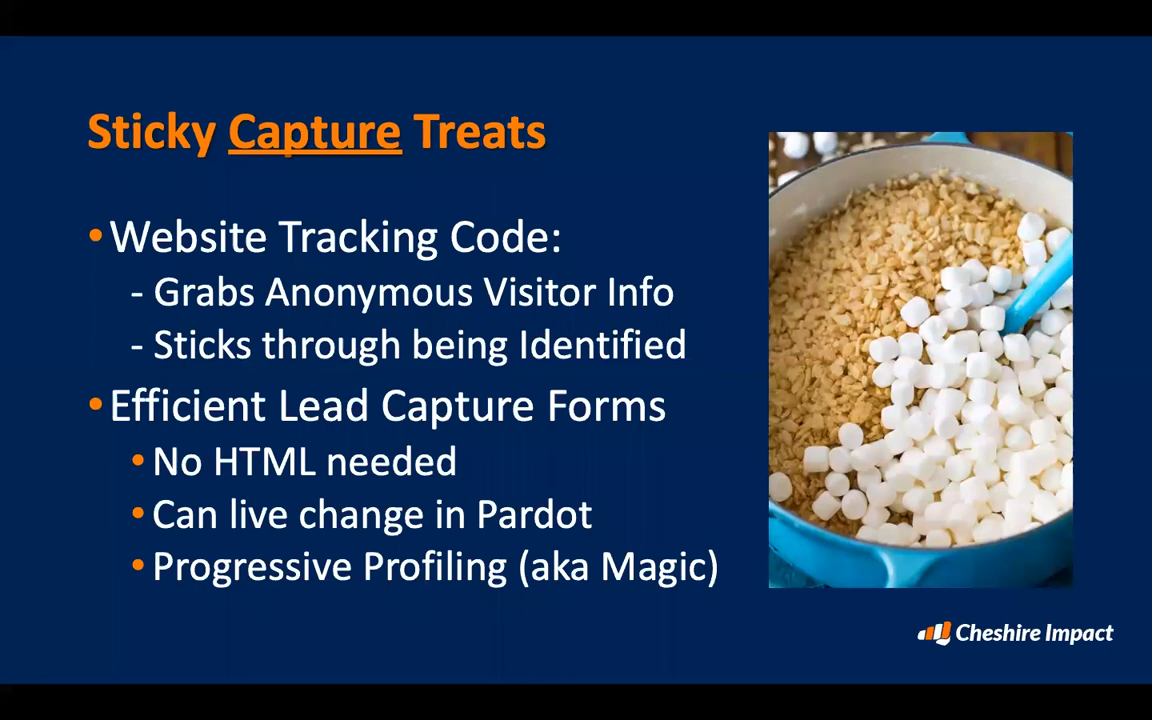 Sticky Capture Treats
•Website Tracking Code:
- Grabs Anonymous Visitor Info
- Sticks through being Identified
•Efficient Lead Capture Forms
•No HTML needed
•Can live change in Pardot
•Progressive Profiling (aka Magic)
Cheshire Impact